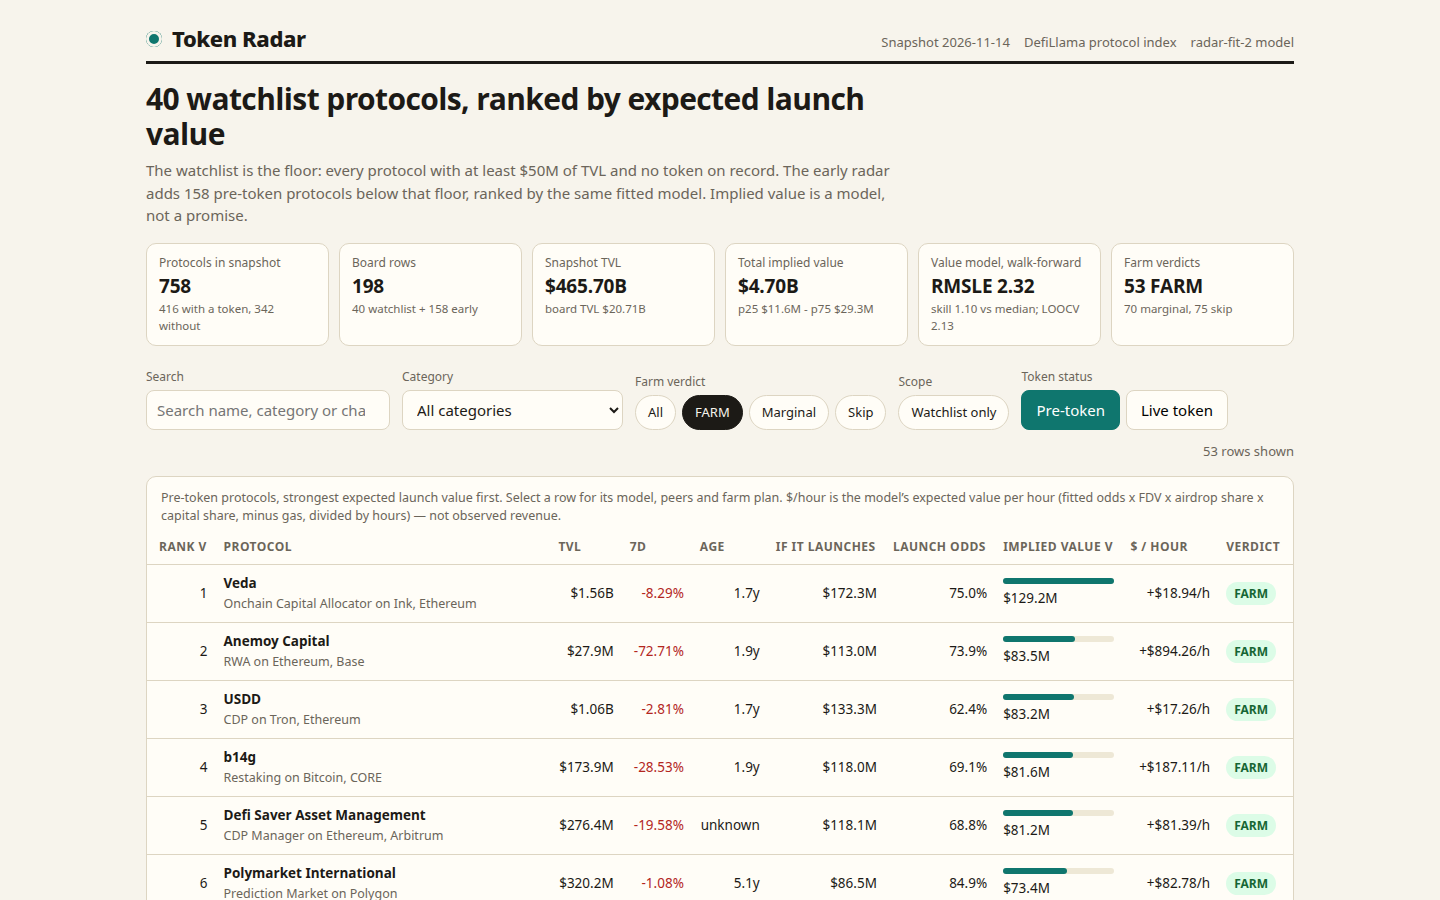 Token Radar
Snapshot 2026-11-14 DefiLlama protocol index radar-fit-2 model
40 watchlist protocols, ranked by expected launch
value
The watchlist is the floor: every protocol with at least $50M of TVL and no token on record. The early radar
adds 158 pre-token protocols below that floor, ranked by the same fitted model. Implied value is a model,
not a promise.
Protocols in snapshot
758
416 with a token, 342
without
Board rows
198
40 watchlist + 158 early
Snapshot TVL
$465.70B
board TVL $20.71B
Total implied value
$4.70B
p25 $11.6M - p75 $29.3M
Value model, walk-forward
RMSLE 2.32
skill 1.10 vs median; LOOCV
2.13
Farm verdicts
53 FARM
70 marginal, 75 skip
Search
Search name, category or cha
Category
All categories
Farm verdict
All FARM Marginal Skip
Scope
Watchlist only
Token status
Pre-token Live token
53 rows shown
Pre-token protocols, strongest expected launch value first. Select a row for its model, peers and farm plan. $/hour is the model's expected value per hour (fitted odds x FDV x airdrop share x
capital share, minus gas, divided by hours) — not observed revenue.
RANK V PROTOCOL TVL 7D AGE IF IT LAUNCHES LAUNCH ODDS IMPLIED VALUE V $ / HOUR VERDICT
1 Veda $1.56B -8.29% 1.7y $172.3M 75.0% $129.2M +$18.94/h FARM
Onchain Capital Allocator on Ink, Ethereum
2 Anemoy Capital $27.9M -72.71% 1.9y $113.0M 73.9% $83.5M +$894.26/h FARM
RWA on Ethereum, Base
3 USDD $1.06B -2.81% 1.7y $133.3M 62.4% $83.2M +$17.26/h FARM
CDP on Tron, Ethereum
4 b14g $173.9M -28.53% 1.9y $118.0M 69.1% $81.6M +$187.11/h FARM
Restaking on Bitcoin, CORE
5 Defi Saver Asset Management $276.4M -19.58% unknown $118.1M 68.8% $81.2M +$81.39/h FARM
CDP Manager on Ethereum, Arbitrum
6 Polymarket International $320.2M -1.08% 5.1y $86.5M 84.9% $73.4M +$82.78/h FARM
Prediction Market on Polygon